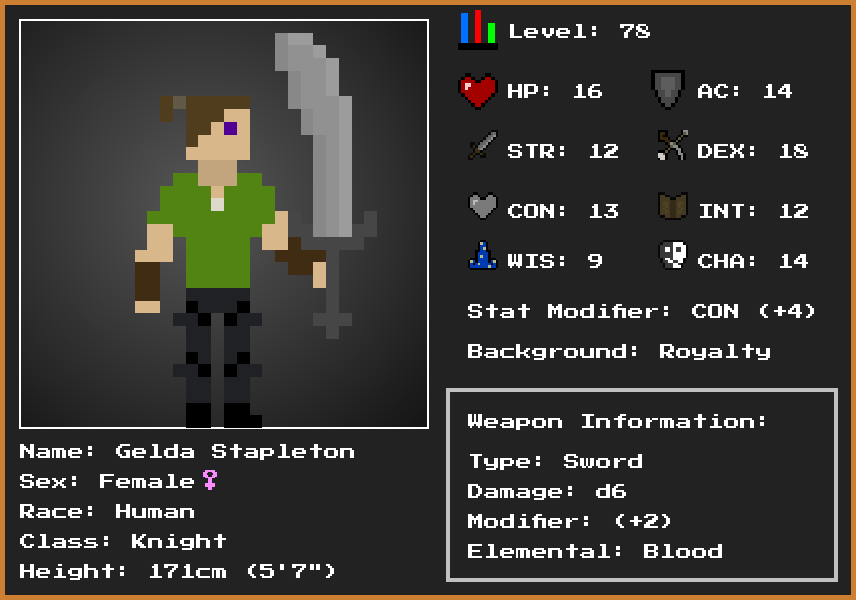 Level: 78
HP: 16
AC: 14
STR: 12
DEX: 18
CON: 13
INT: 12
WIS: 9
CHA: 14
Stat Modifier: CON (+4)
Background: Royalty
Weapon Information:
Type: Sword
Damage: d6
Modifier: (+2)
Elemental: Blood
Name: Gelda Stapleton
Sex: Female♀
Race: Human
Class: Knight
Height: 171cm (5'7")